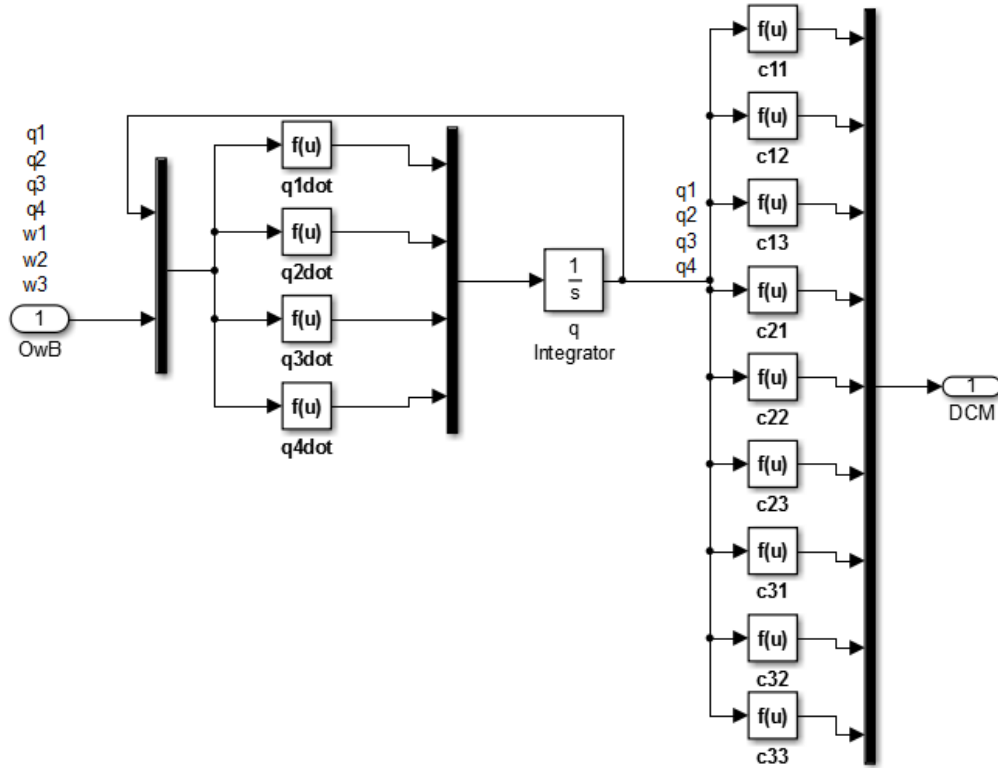 q1
q2
q3
q4
w1
w2
w3
1
OwB
f(u)
q1dot
f(u)
q2dot
f(u)
q3dot
f(u)
q4dot
1
s
q
Integrator
q1
q2
q3
q4
f(u)
c11
f(u)
c12
f(u)
c13
f(u)
c21
f(u)
c22
f(u)
c23
f(u)
c31
f(u)
c32
f(u)
c33
1
DCM